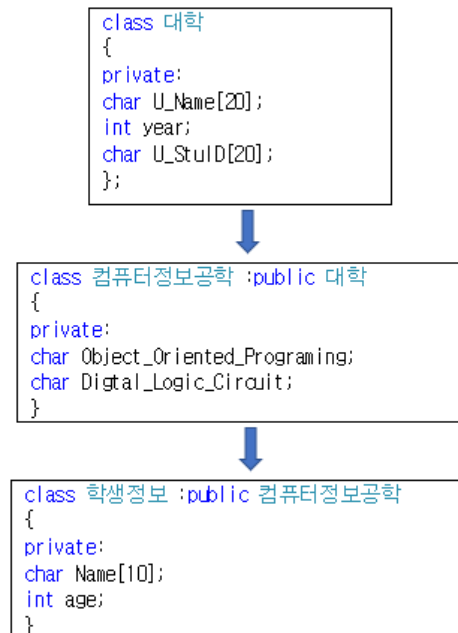 class 대학
{
private:
char U_Name[20];
int year;
char U_StuID[20];
};
class 컴퓨터정보공학 :public 대학
{
private:
char Object_Oriented_Programing;
char Digtal_Logic_Circuit;
}
class 학생정보 :public 컴퓨터정보공학
{
private:
char Name[10];
int age;
}